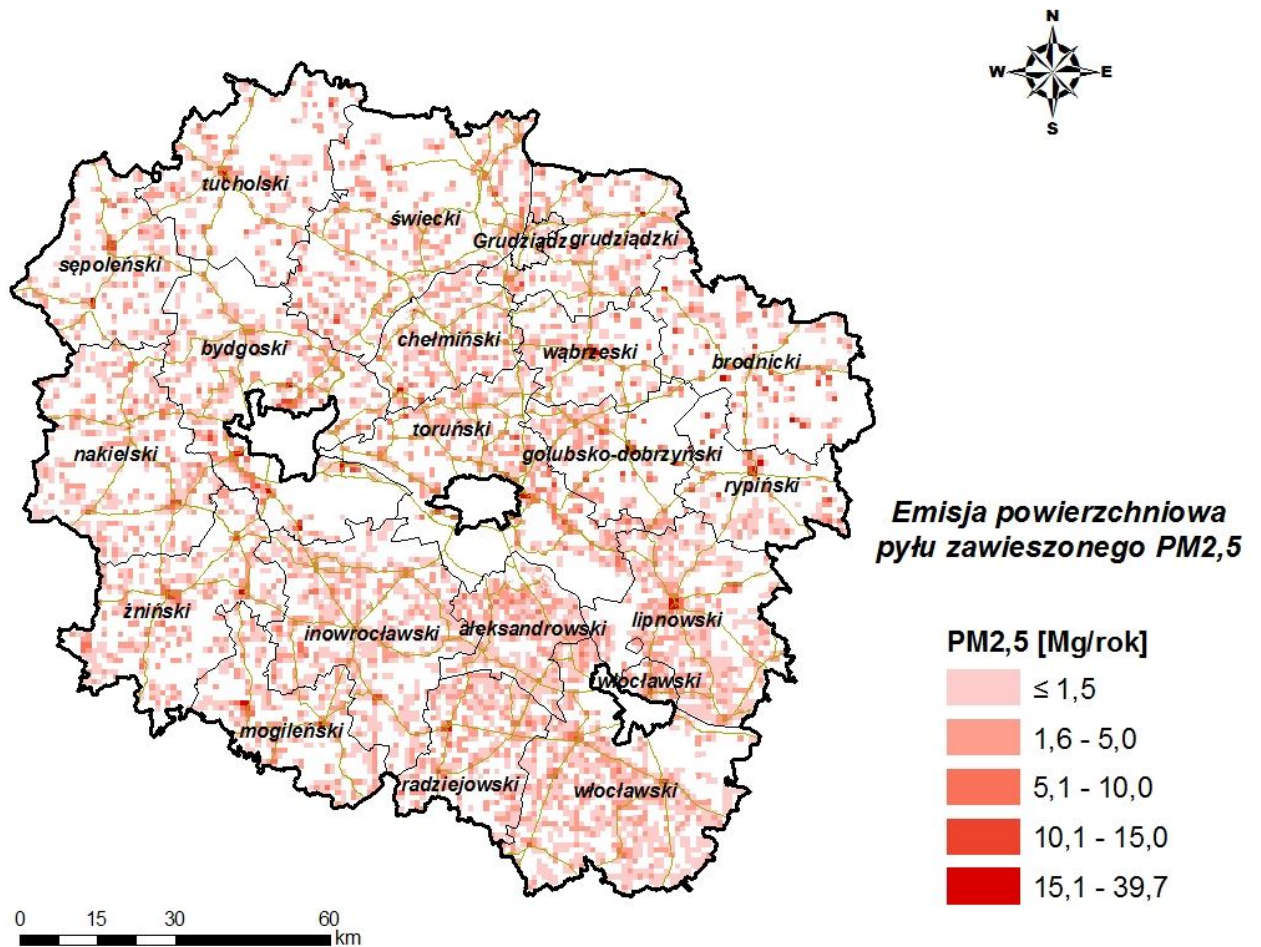 N
W E
S
tucholski
świecki
Grudziądz grudziądzki
sępoleński
bydgoski
chełmiński
wąbrzeski
brodnicki
toruński
nakielski
golubsko-dobrzyński
rypiński
Emisja powierzchniowa
pyłu zawieszonego PM2,5
żniński
inowrocławski
aleksandrowski
lipnowski
włocławski
mogileński
radziejowski
włocławski
PM2,5 [Mg/rok]
≤ 1,5
1,6 - 5,0
5,1 - 10,0
10,1 - 15,0
15,1 - 39,7
0 15 30 60
km